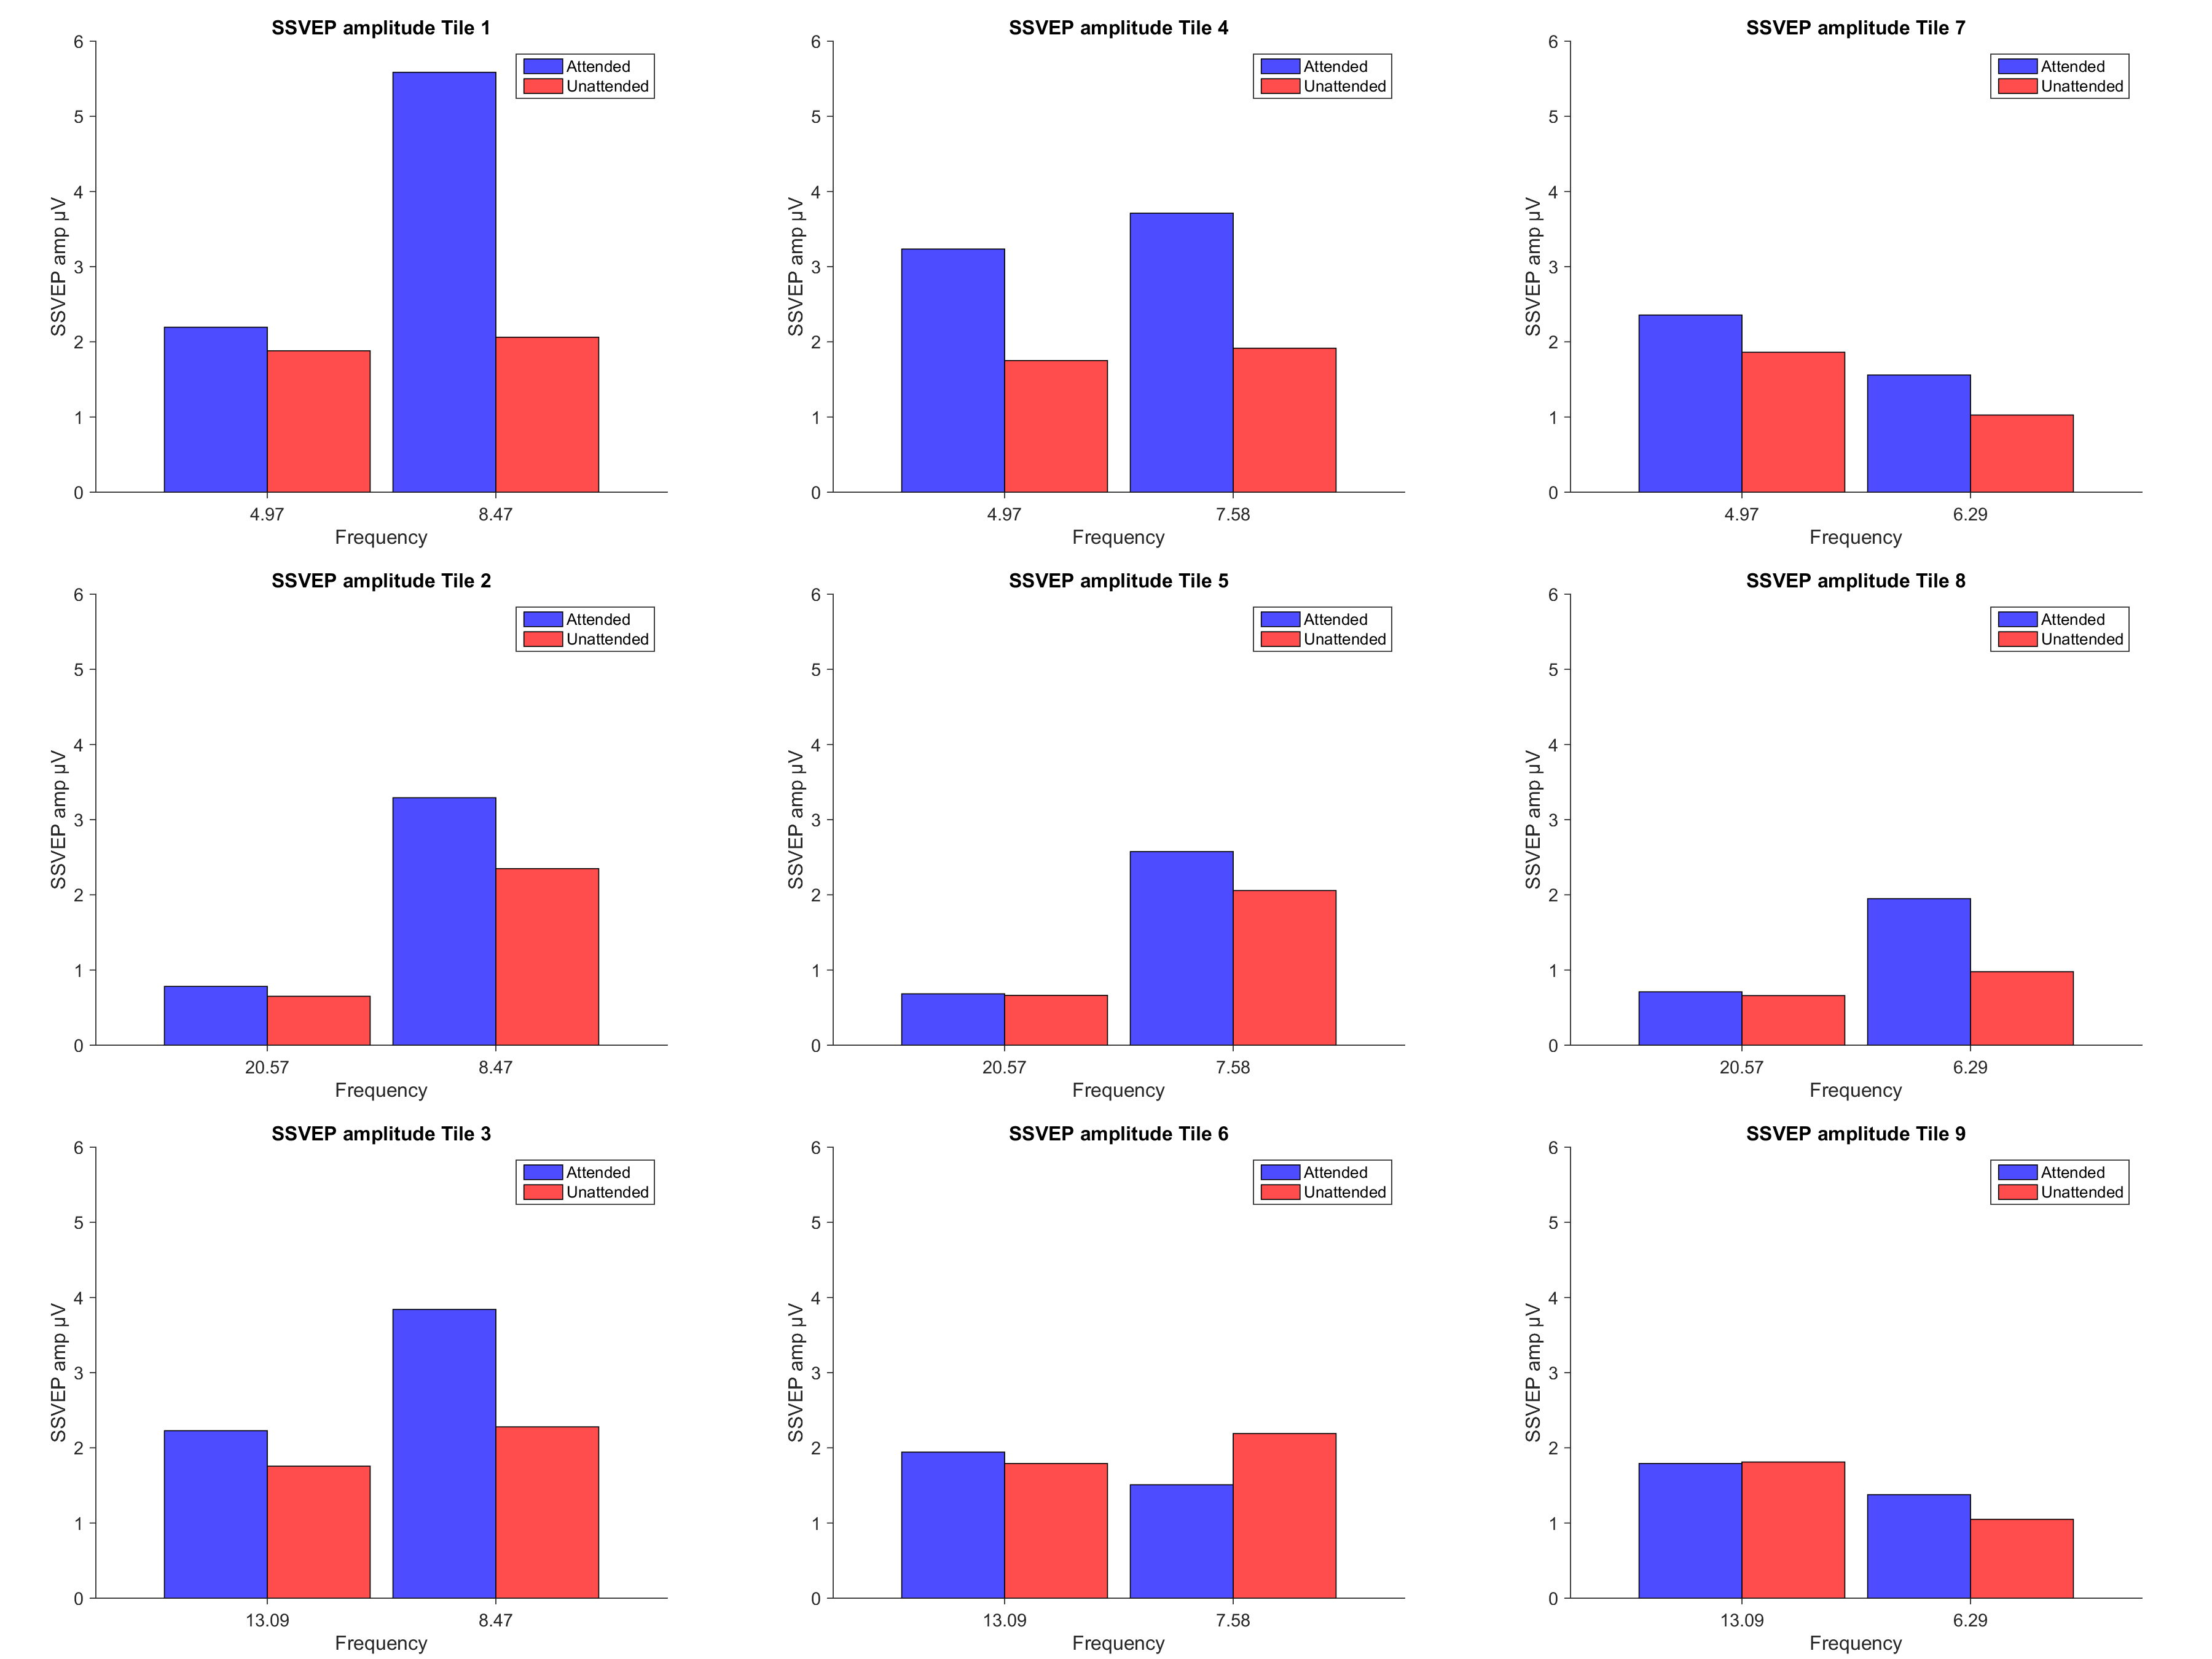 SSVEP amplitude Tile 1
6
5
4
3
2
1
0
SSVEP amp µV
Attended
Unattended
4.97 8.47
Frequency
SSVEP amplitude Tile 4
6
5
4
3
2
1
0
SSVEP amp µV
Attended
Unattended
4.97 7.58
Frequency
SSVEP amplitude Tile 7
6
5
4
3
2
1
0
SSVEP amp µV
Attended
Unattended
4.97 6.29
Frequency
SSVEP amplitude Tile 2
6
5
4
3
2
1
0
SSVEP amp µV
Attended
Unattended
20.57 8.47
Frequency
SSVEP amplitude Tile 5
6
5
4
3
2
1
0
SSVEP amp µV
Attended
Unattended
20.57 7.58
Frequency
SSVEP amplitude Tile 8
6
5
4
3
2
1
0
SSVEP amp µV
Attended
Unattended
20.57 6.29
Frequency
SSVEP amplitude Tile 3
6
5
4
3
2
1
0
SSVEP amp µV
Attended
Unattended
13.09 8.47
Frequency
SSVEP amplitude Tile 6
6
5
4
3
2
1
0
SSVEP amp µV
Attended
Unattended
13.09 7.58
Frequency
SSVEP amplitude Tile 9
6
5
4
3
2
1
0
SSVEP amp µV
Attended
Unattended
13.09 6.29
Frequency